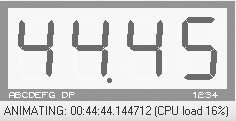 44.45
ABCDEFG DP 1234
ANIMATING: 00:44:44.144712 (CPU load 16%)